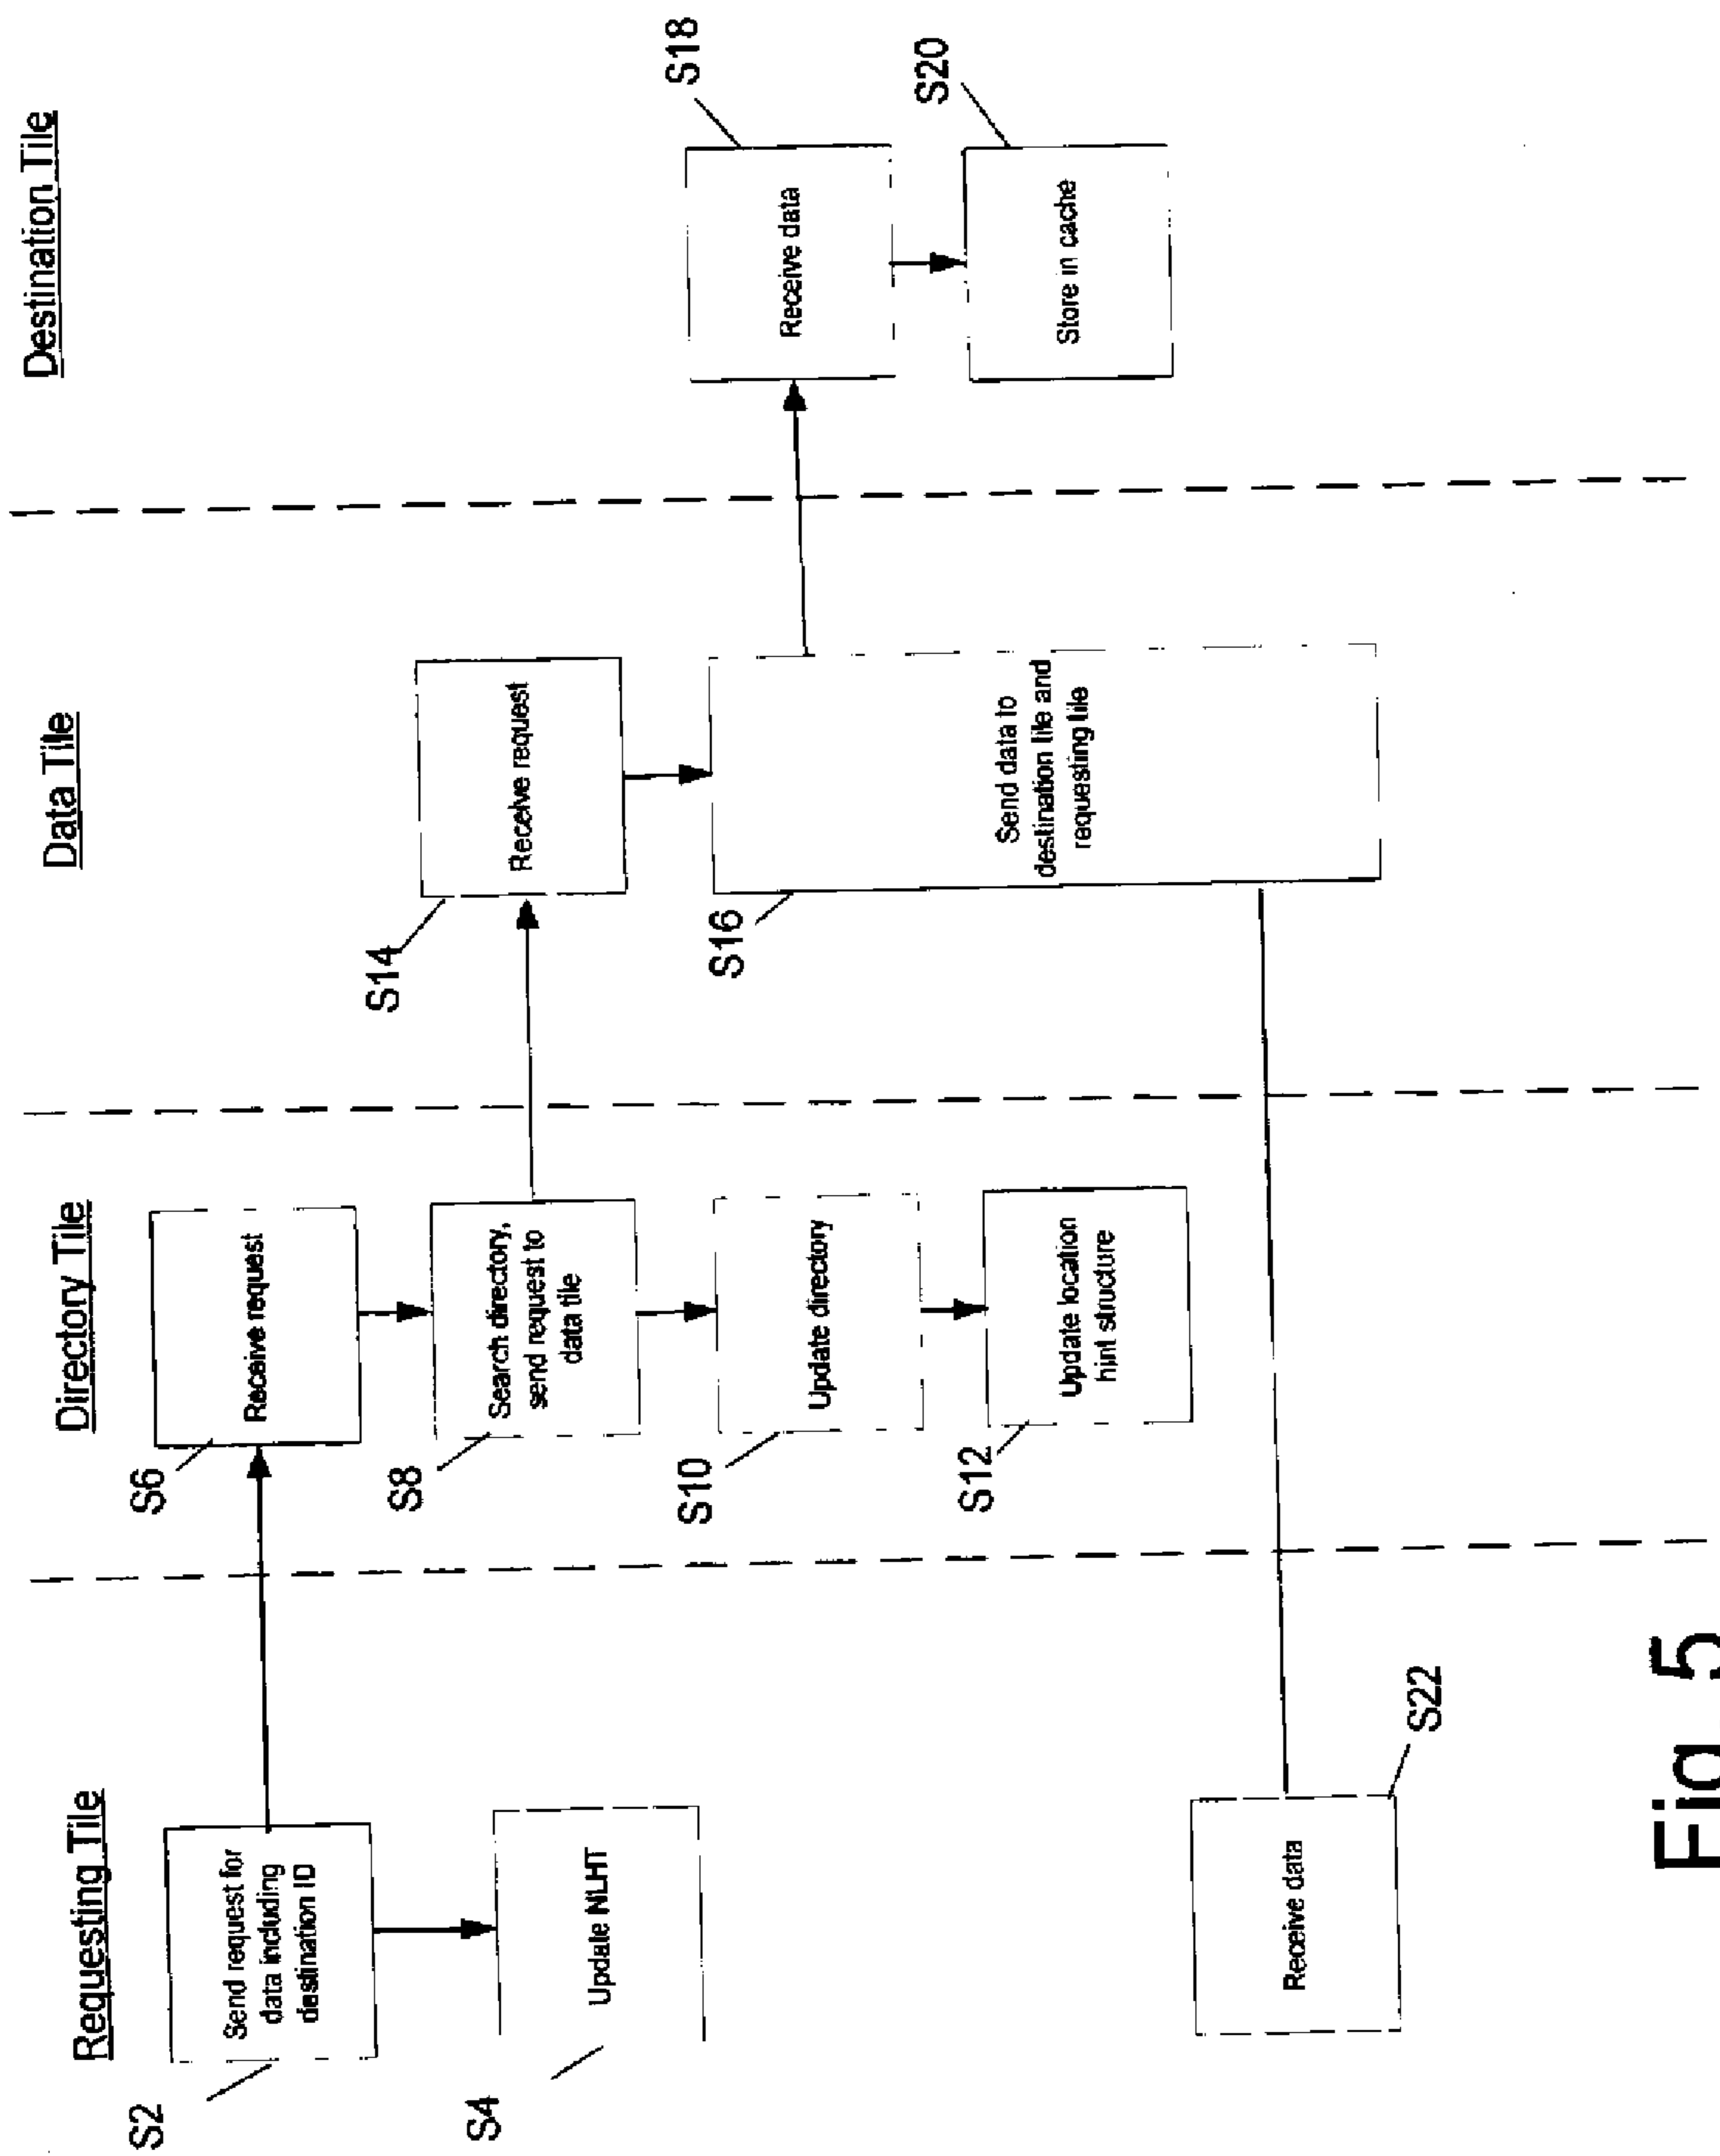 Requesting Tile
Directory Tile
Data Tile
Destination Tile
S2
Send request for
data including
destination ID
S4
Update NLHT
S6
Receive request
S8
Search directory,
send request to
data tile
S10
Update directory
S12
Update location
hint structure
S14
Receive request
S16
Send data to
destination tile and
requesting tile
S18
Receive data
S20
Store in cache
S22
Receive data
Fig. 5